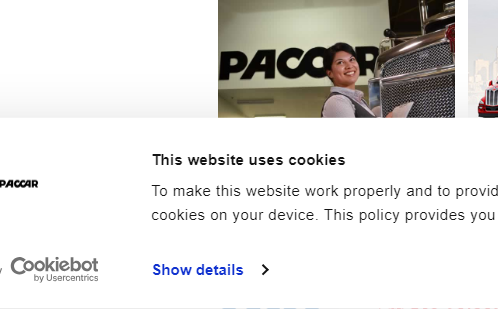 PACCAR
This website uses cookies
PACCAR
To make this website work properly and to provid
cookies on your device. This policy provides you
Cookiebot
by Usercentrics
Show details